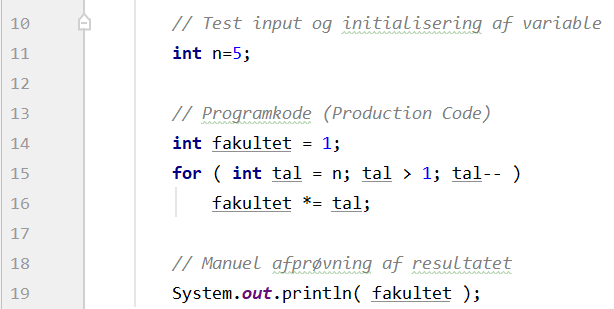 10 // Test input og initialisering af variable
11 int n=5;
12
13 // Programkode (Production Code)
14 int fakultet = 1;
15 for ( int tal = n; tal > 1; tal-- )
16 fakultet *= tal;
17
18 // Manuel afprøvning af resultatet
19 System.out.println( fakultet );